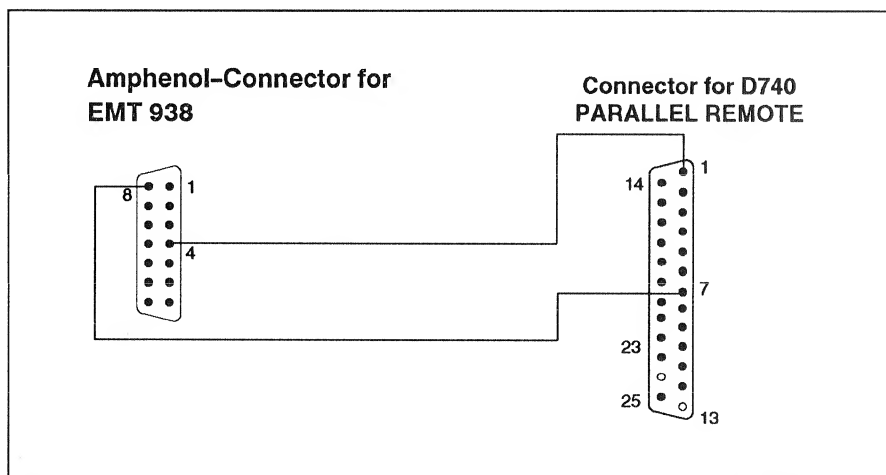 Amphenol–Connector for
EMT 938
Connector for D740
PARALLEL REMOTE
8
1
4
14
1
7
23
25
13